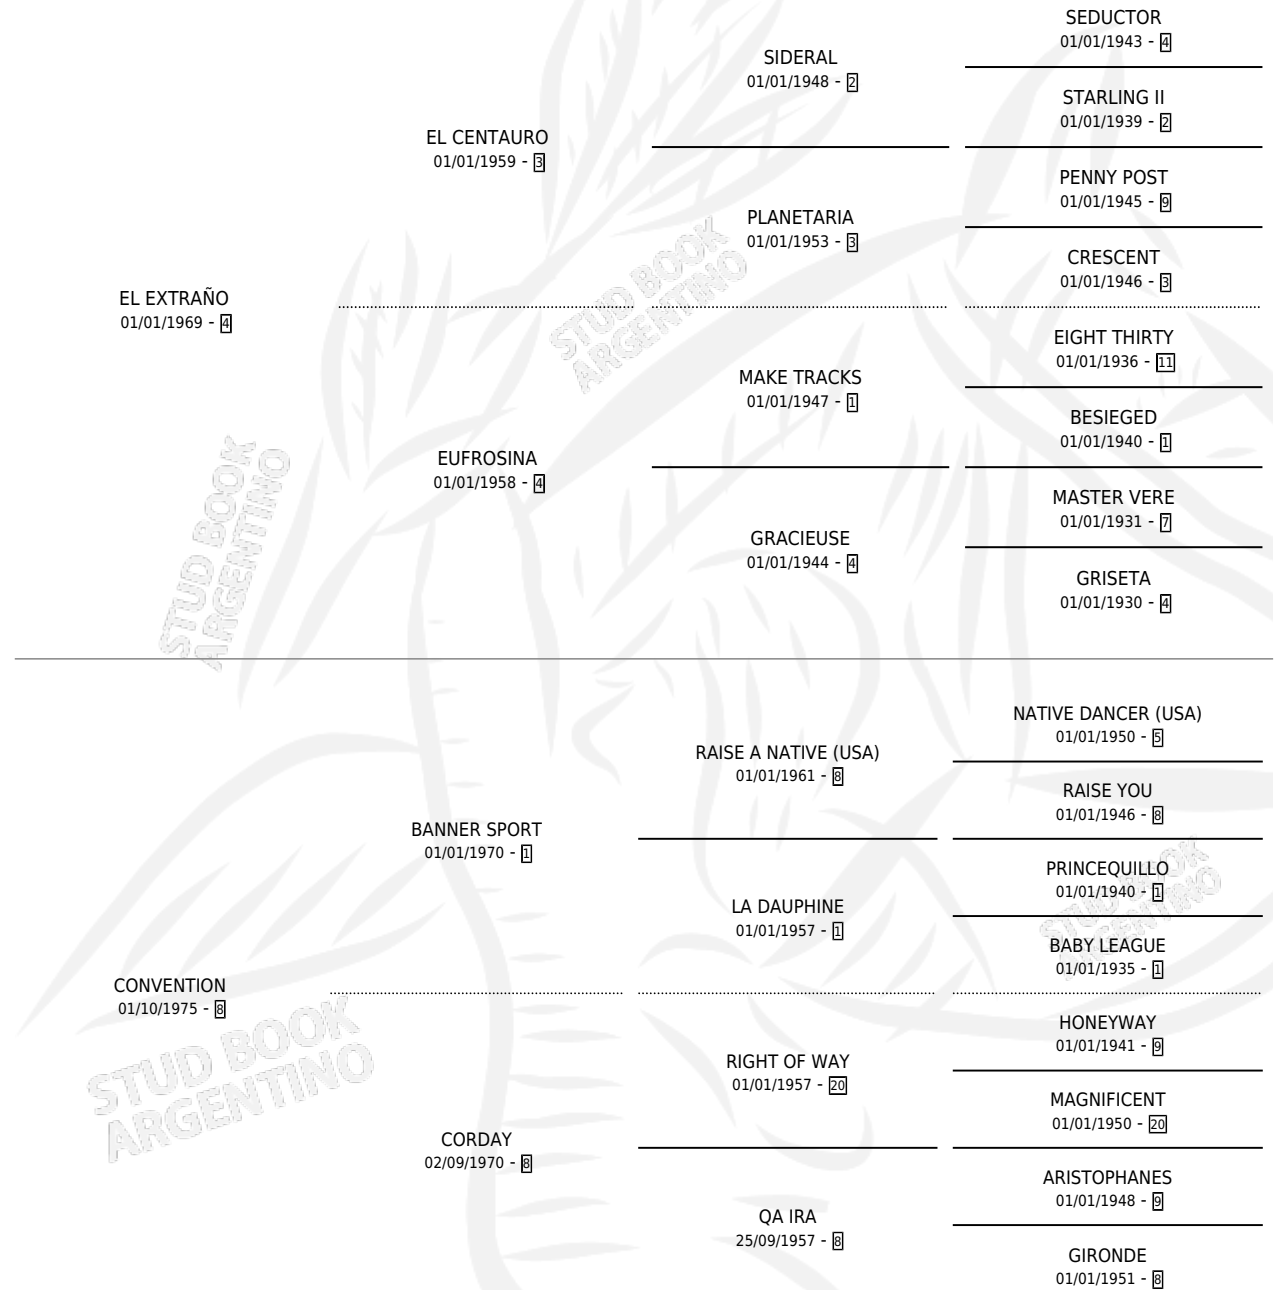 SEDUCTOR
01/01/1943 - 4
SIDERAL
01/01/1948 - 2
STARLING II
01/01/1939 - 2
EL CENTAURO
01/01/1959 - 3
PENNY POST
01/01/1945 - 9
PLANETARIA
01/01/1953 - 3
CRESCENT
01/01/1946 - 3
EL EXTRAÑO
01/01/1969 - 4
EIGHT THIRTY
01/01/1936 - 11
MAKE TRACKS
01/01/1947 - 1
BESIEGED
01/01/1940 - 1
EUFROSINA
01/01/1958 - 4
MASTER VERE
01/01/1931 - 7
GRACIEUSE
01/01/1944 - 4
GRISETA
01/01/1930 - 4
STUD BOOK
ARGENTINO
STUD BOOK
ARGENTINO
NATIVE DANCER (USA)
01/01/1950 - 5
RAISE A NATIVE (USA)
01/01/1961 - 8
RAISE YOU
01/01/1946 - 8
BANNER SPORT
01/01/1970 - 1
PRINCEQUILLO
01/01/1940 - 1
LA DAUPHINE
01/01/1957 - 1
BABY LEAGUE
01/01/1935 - 1
STUD BOOK
ARGENTINO
CONVENTION
01/10/1975 - 8
HONEYWAY
01/01/1941 - 9
RIGHT OF WAY
01/01/1957 - 20
MAGNIFICENT
01/01/1950 - 20
STUD BOOK
ARGENTINO
CORDAY
02/09/1970 - 8
ARISTOPHANES
01/01/1948 - 9
QA IRA
25/09/1957 - 8
GIRONDE
01/01/1951 - 8